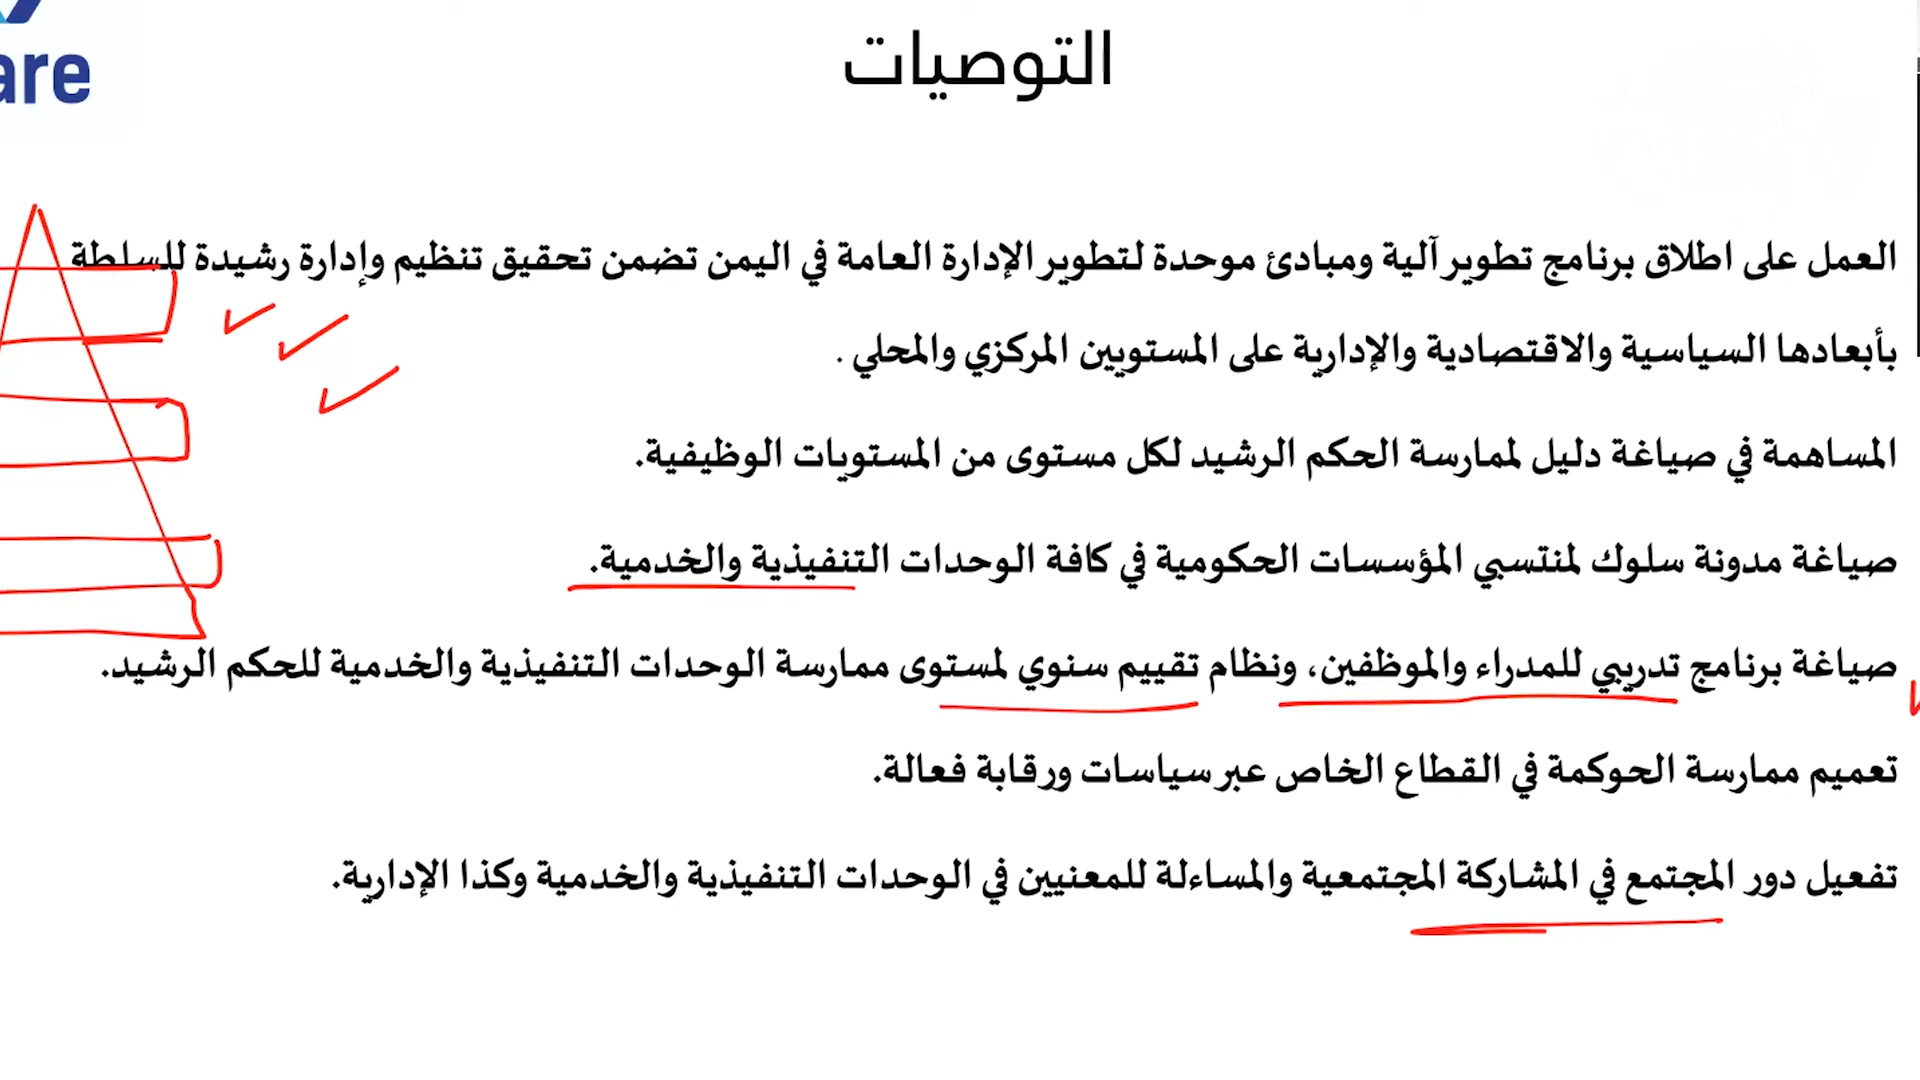 التوصيات
are
العمل على اطلاق برنامج تطوير آلية ومبادئ موحدة لتطوير الإدارة العامة في اليمن تضمن تحقيق تنظيم وإدارة رشيدة للسلطة
بأبعادها السياسية والاقتصادية والإدارية على المستويين المركزي والمحلي .
المساهمة في صياغة دليل لممارسة الحكم الرشيد لكل مستوى من المستويات الوظيفية.
صياغة مدونة سلوك لمنتسبي المؤسسات الحكومية في كافة الوحدات التنفيذية والخدمية.
صياغة برنامج تدريبي للمدراء والموظفين، ونظام تقييم سنوي لمستوى ممارسة الوحدات التنفيذية والخدمية للحكم الرشيد.
تعميم ممارسة الحوكمة في القطاع الخاص عبر سياسات ورقابة فعالة.
تفعيل دور المجتمع في المشاركة المجتمعية والمساءلة للمعنيين في الوحدات التنفيذية والخدمية وكذا الإدارية.